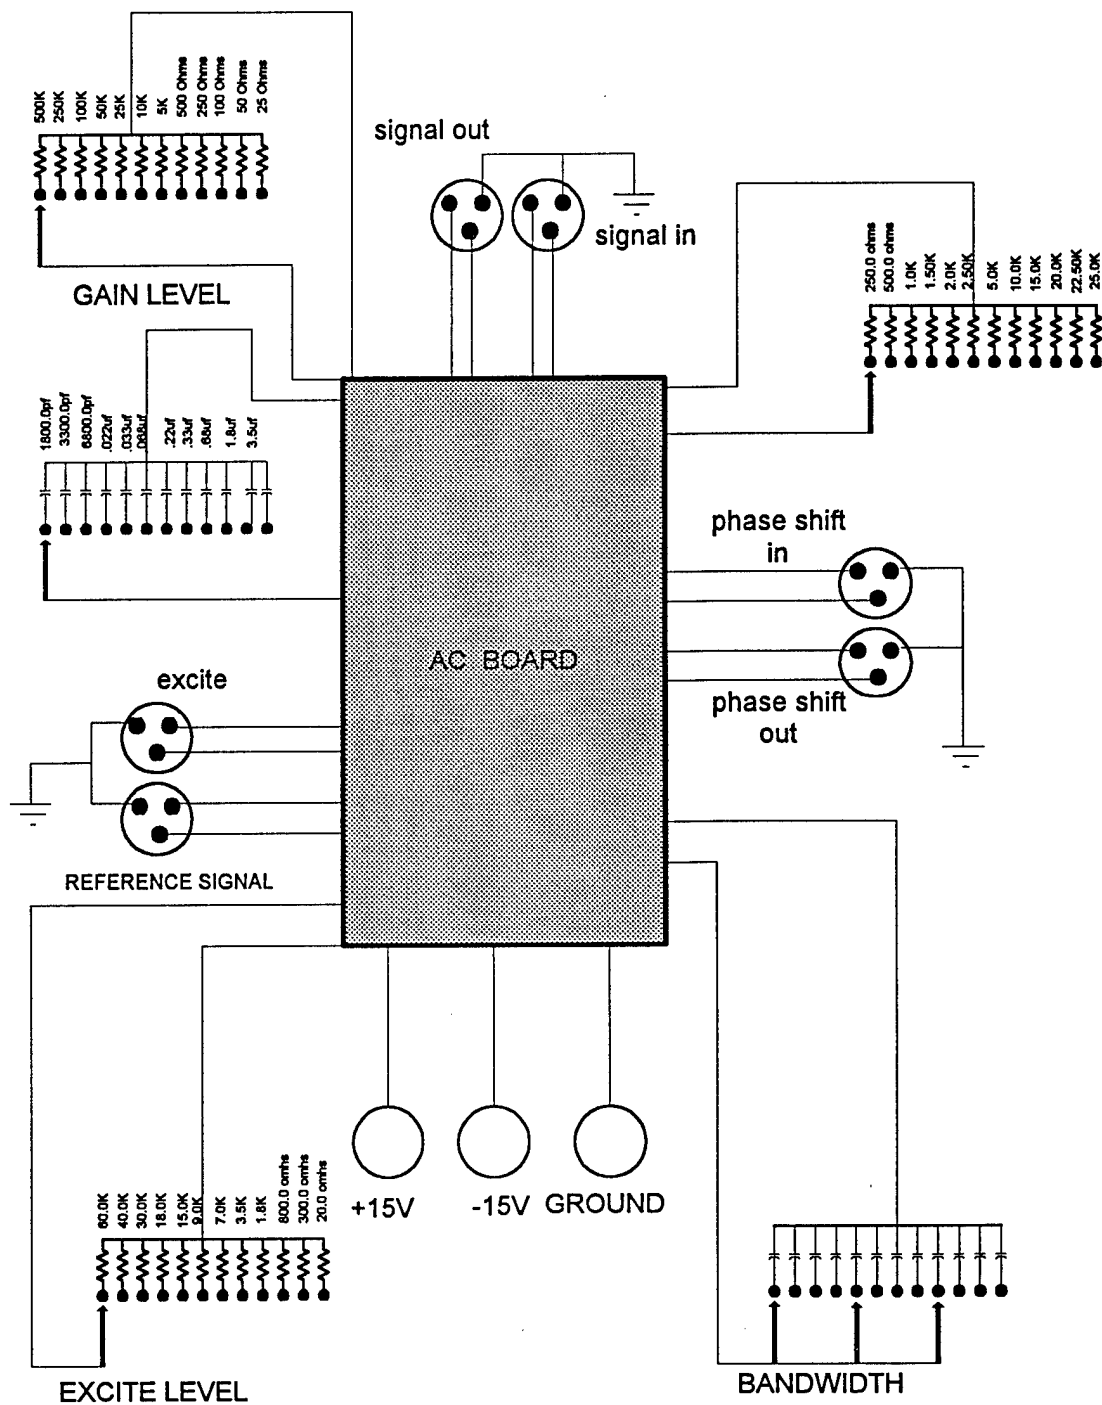 500K
250K
100K
50K
25K
10K
5K
500 Ohms
250 Ohms
100 Ohms
50 Ohms
25 Ohms
GAIN LEVEL
signal out
signal in
250.0 ohms
500.0 ohms
1.0K
1.50K
2.0K
2.50K
5.0K
10.0K
15.0K
20.0K
22.50K
25.0K
1800.0pf
3300.0pf
6800.0pf
.022uf
.033uf
.068uf
.22uf
.33uf
.68uf
1.8uf
3.5uf
phase shift
in
AC BOARD
excite
phase shift
out
REFERENCE SIGNAL
+15V
-15V
GROUND
60.0K
40.0K
30.0K
18.0K
15.0K
9.0K
7.0K
3.5K
1.8K
800.0 omhs
300.0 omhs
20.0 omhs
EXCITE LEVEL
BANDWIDTH